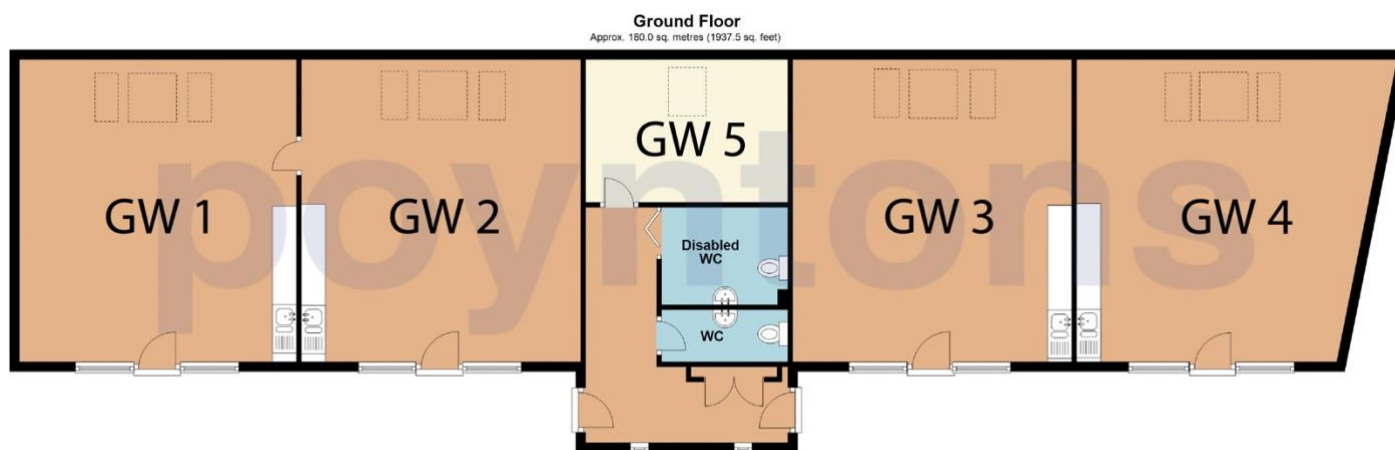 Ground Floor
Approx. 180.0 sq. metres (1937.5 sq. feet)
GW 1
GW 2
GW 5
GW 3
GW 4
poyntons
Disabled
WC
WC